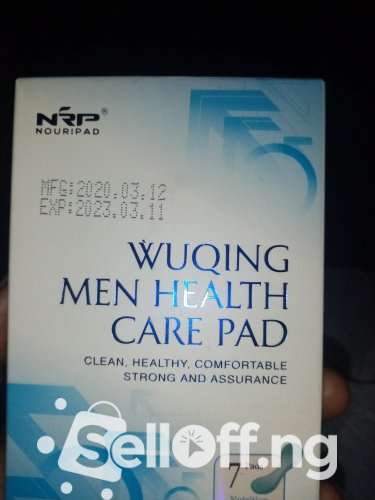 NRP®
NOURIPAD
MFG:2020.03.12
EXP:2023.03.11
WUQING
MEN HEALTH
CARE PAD
CLEAN, HEALTHY, COMFORTABLE
STRONG AND ASSURANCE
7 Pads
SellOff.ng